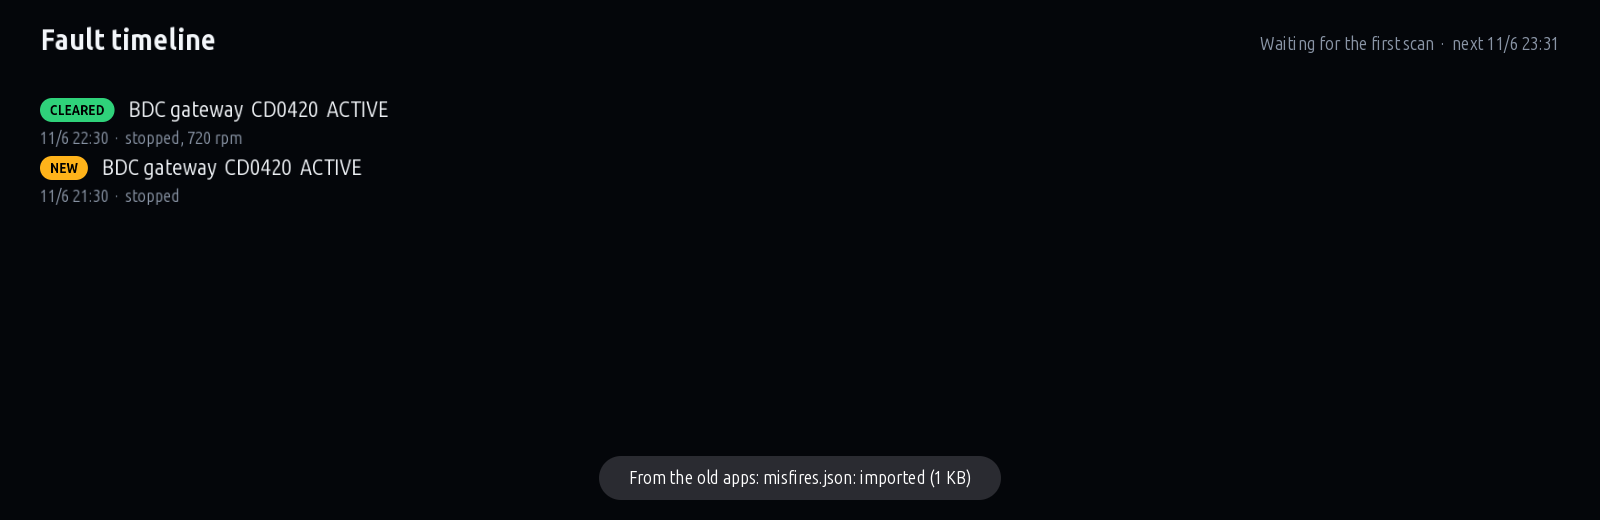 Fault timeline
Waiting for the first scan · next 11/6 23:31
CLEARED BDC gateway CD0420 ACTIVE
11/6 22:30 · stopped, 720 rpm
NEW BDC gateway CD0420 ACTIVE
11/6 21:30 · stopped
From the old apps: misfires.json: imported (1 KB)